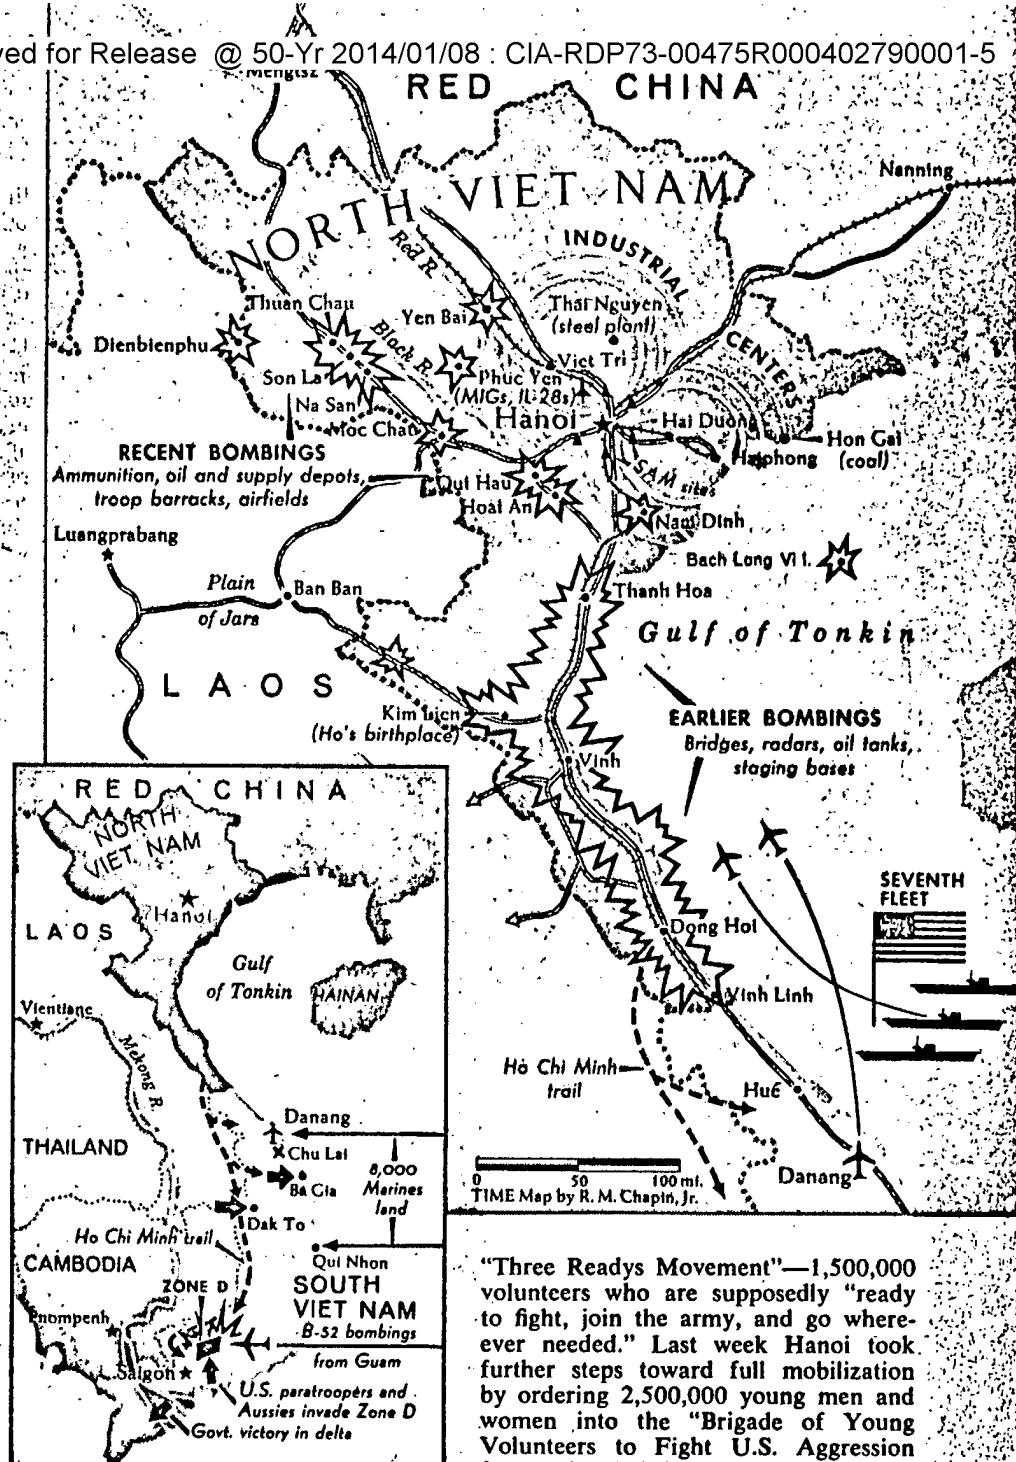 ved for Release @ 50-Yr 2014/01/08 : CIA-RDP73-00475R000402790001-5
Mengtsz
RED CHINA
Nanning
NORTH VIET NAM
Red R.
INDUSTRIAL
CENTERS
Thuan Chau
Yen Bai
Thai Nguyen
(steel plant)
Dienbienphu
Black R.
Viet Tri
Son La
Phuc Yen
(MIGs, IL-28s)
Na San
Moc Chau
Hanoi
Hai Duong
Hon Gai
(coal)
Haiphong
RECENT BOMBINGS
Ammunition, oil and supply depots,
troop barracks, airfields
Qui Hau
SAM sites
Hoai An
Nam Dinh
Luangprabang
Bach Long Vi I.
Plain
of Jars
Ban Ban
Thanh Hoa
Gulf of Tonkin
LAOS
Kim Lien
(Ho's birthplace)
EARLIER BOMBINGS
Bridges, radars, oil tanks,
staging bases
Vinh
SEVENTH
FLEET
Dong Hoi
Vinh Linh
Ho Chi Minh
trail
Hué
Danang
0 50 100 mi.
TIME Map by R. M. Chapin, Jr.
RED CHINA
NORTH
VIET NAM
Hanoi
LAOS
Gulf
of Tonkin
HAINAN
Vientiane
Mekong R.
Danang
THAILAND
Chu Lai
8,000
Marines
land
Ba Gia
Dak To
Ho Chi Minh trail
Qui Nhon
CAMBODIA
ZONE D
SOUTH
VIET NAM
Pnompenh
B-52 bombings
from Guam
Saigon
U.S. paratroopers and
Aussies invade Zone D
Govt. victory in delta
"Three Readys Movement"—1,500,000
volunteers who are supposedly "ready
to fight, join the army, and go where-
ever needed." Last week Hanoi took
further steps toward full mobilization
by ordering 2,500,000 young men and
women into the "Brigade of Young
Volunteers to Fight U.S. Aggression